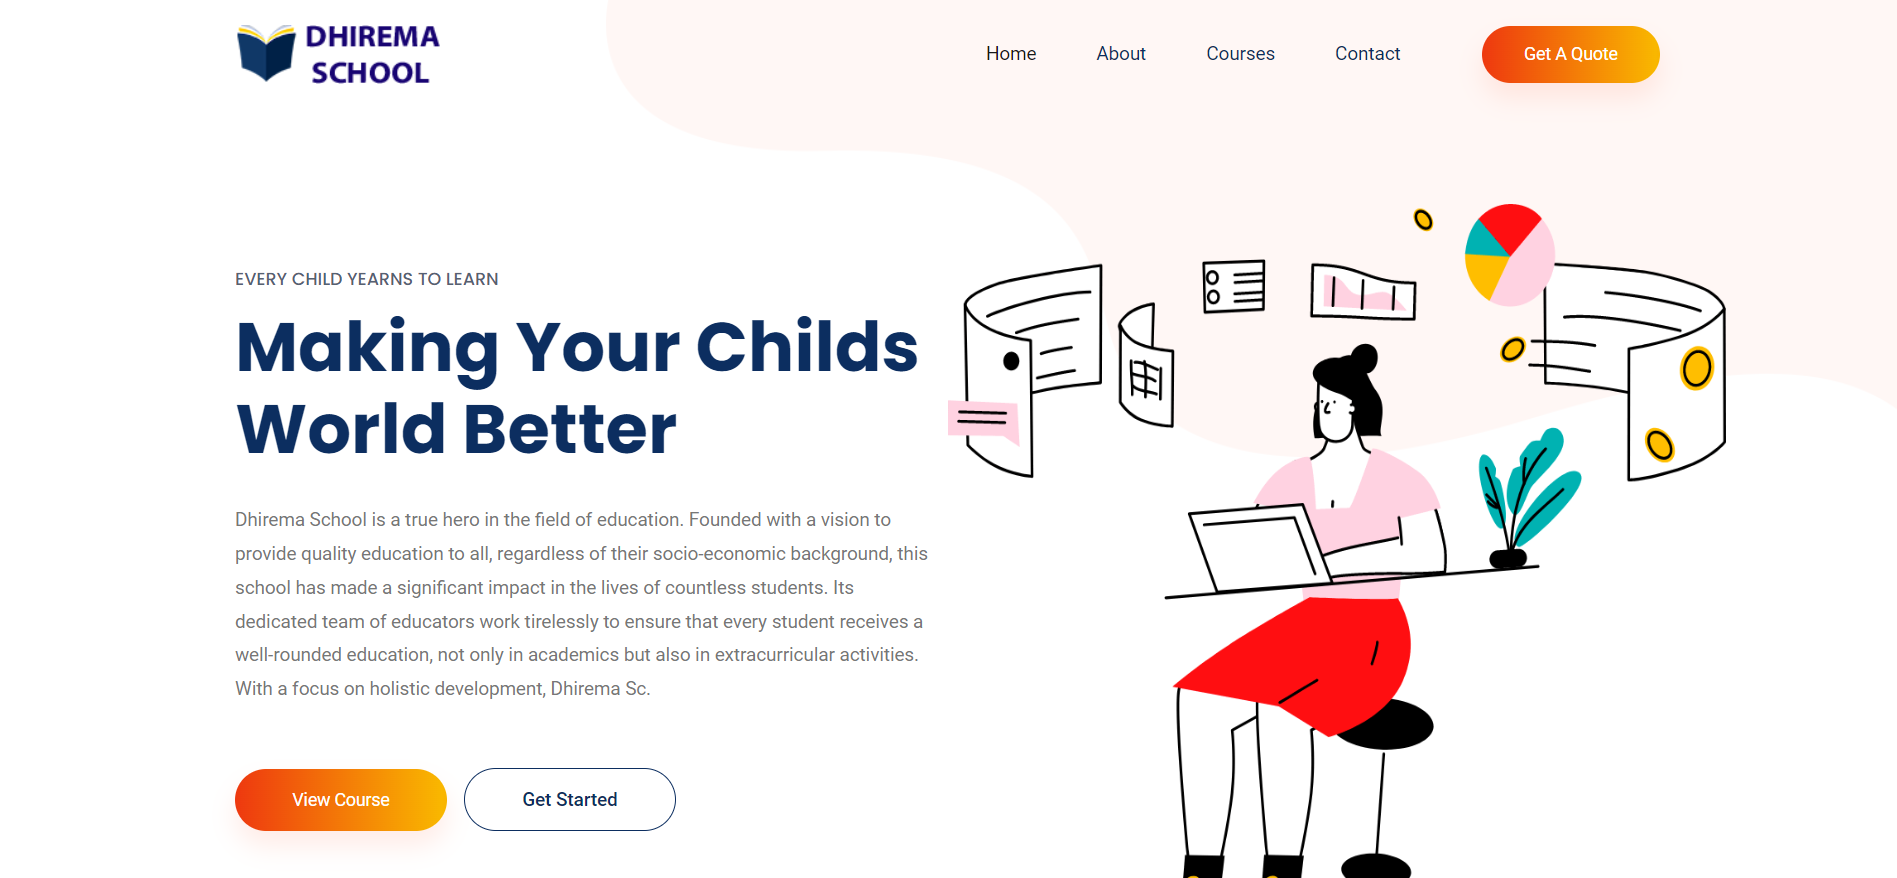 DHIREMA
SCHOOL
Home
About
Courses
Contact
Get A Quote
EVERY CHILD YEARNS TO LEARN
Making Your Childs
World Better
Dhirema School is a true hero in the field of education. Founded with a vision to
provide quality education to all, regardless of their socio-economic background, this
school has made a significant impact in the lives of countless students. Its
dedicated team of educators work tirelessly to ensure that every student receives a
well-rounded education, not only in academics but also in extracurricular activities.
With a focus on holistic development, Dhirema Sc.
View Course
Get Started